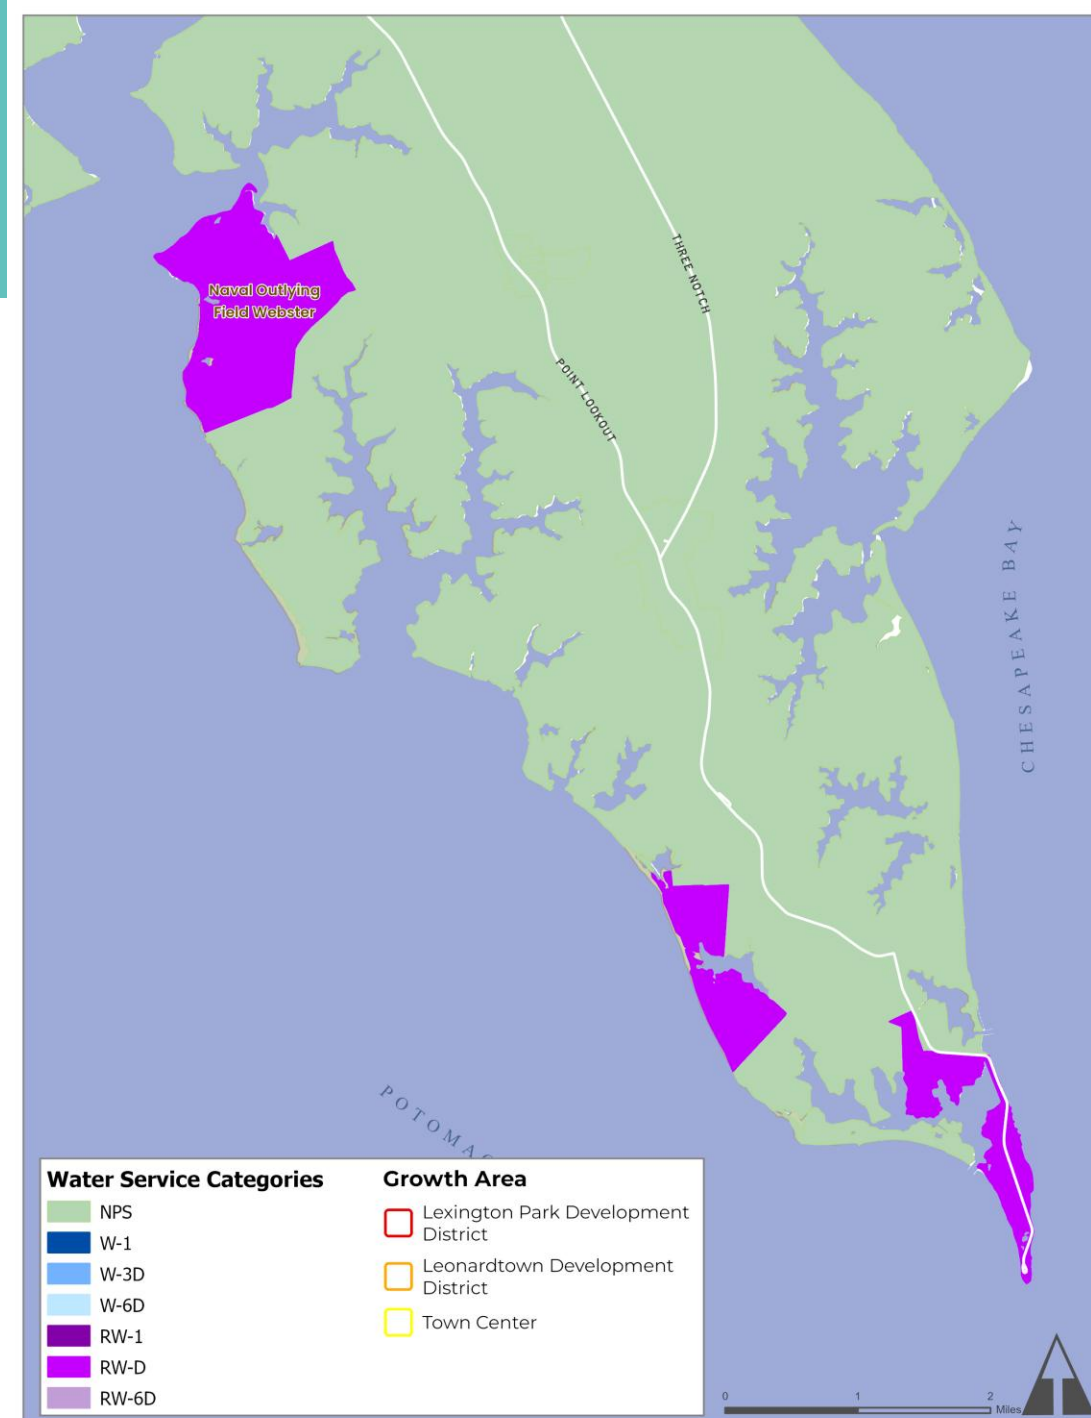 Naval Outlying
Field Webster
THREE NOTCH
POINT LOOKOUT
CHESAPEAKE BAY
POTOMAC
Water Service Categories
NPS
W-1
W-3D
W-6D
RW-1
RW-D
RW-6D
Growth Area
Lexington Park Development
District
Leonardtown Development
District
Town Center
0 1 2
Miles